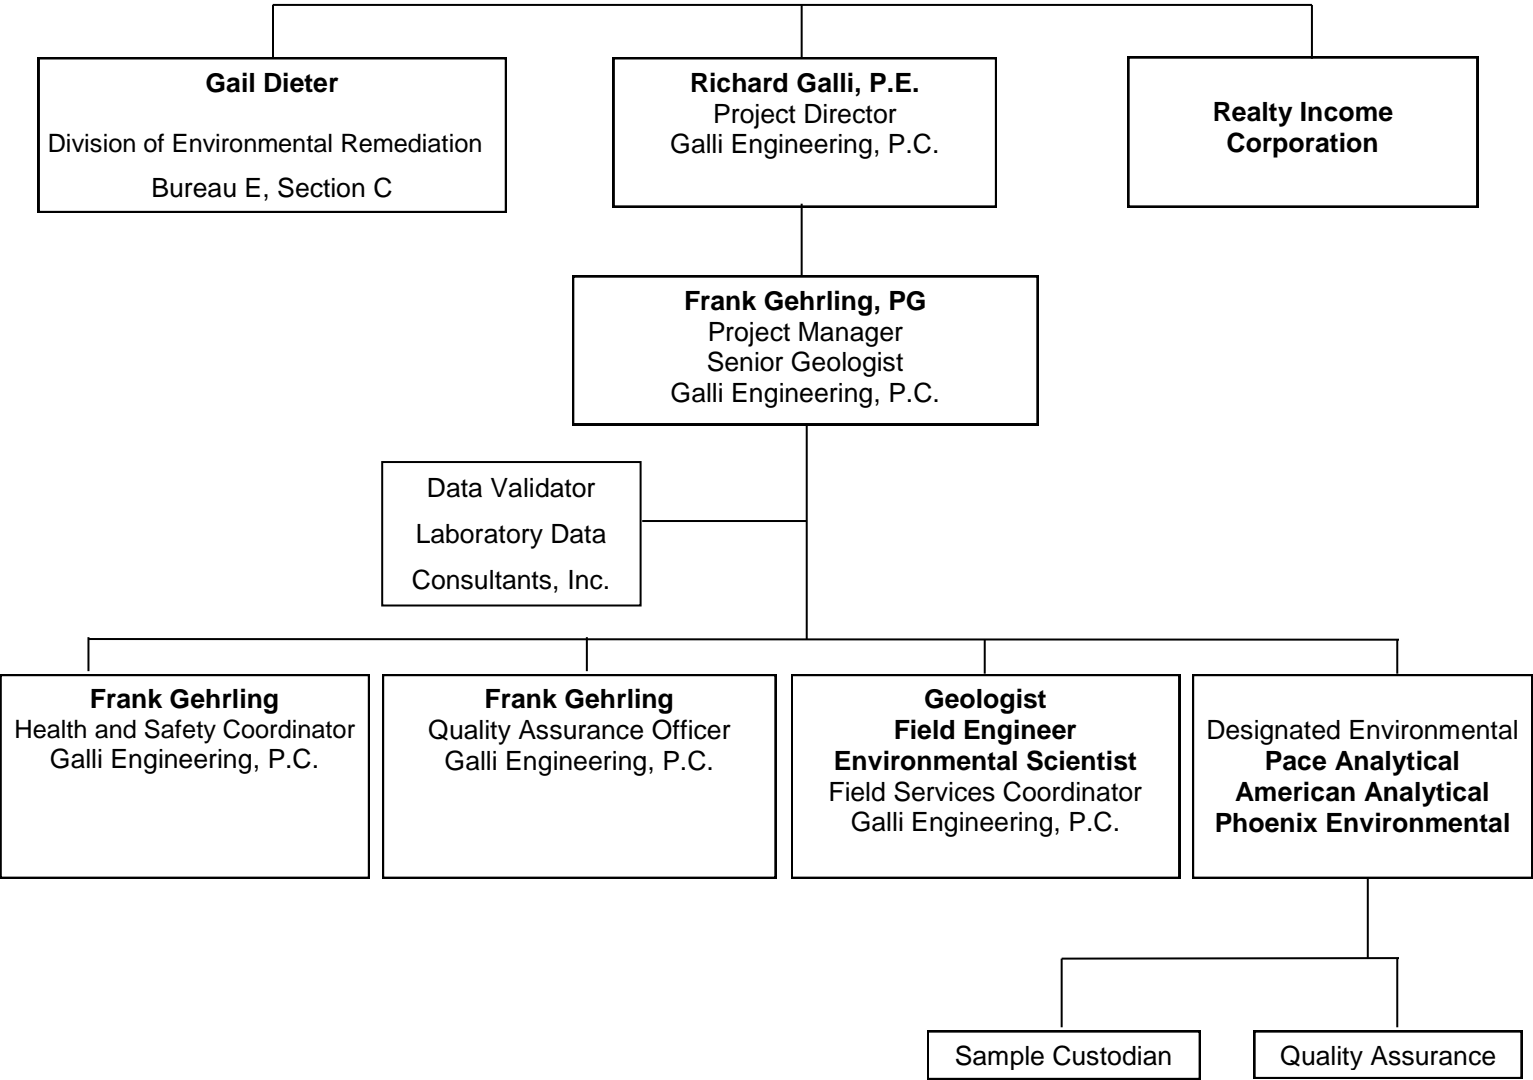 Gail Dieter
Division of Environmental Remediation
Bureau E, Section C
Richard Galli, P.E.
Project Director
Galli Engineering, P.C.
Realty Income
Corporation
Frank Gehrling, PG
Project Manager
Senior Geologist
Galli Engineering, P.C.
Data Validator
Laboratory Data
Consultants, Inc.
Frank Gehrling
Health and Safety Coordinator
Galli Engineering, P.C.
Frank Gehrling
Quality Assurance Officer
Galli Engineering, P.C.
Geologist
Field Engineer
Environmental Scientist
Field Services Coordinator
Galli Engineering, P.C.
Designated Environmental
Pace Analytical
American Analytical
Phoenix Environmental
Sample Custodian
Quality Assurance